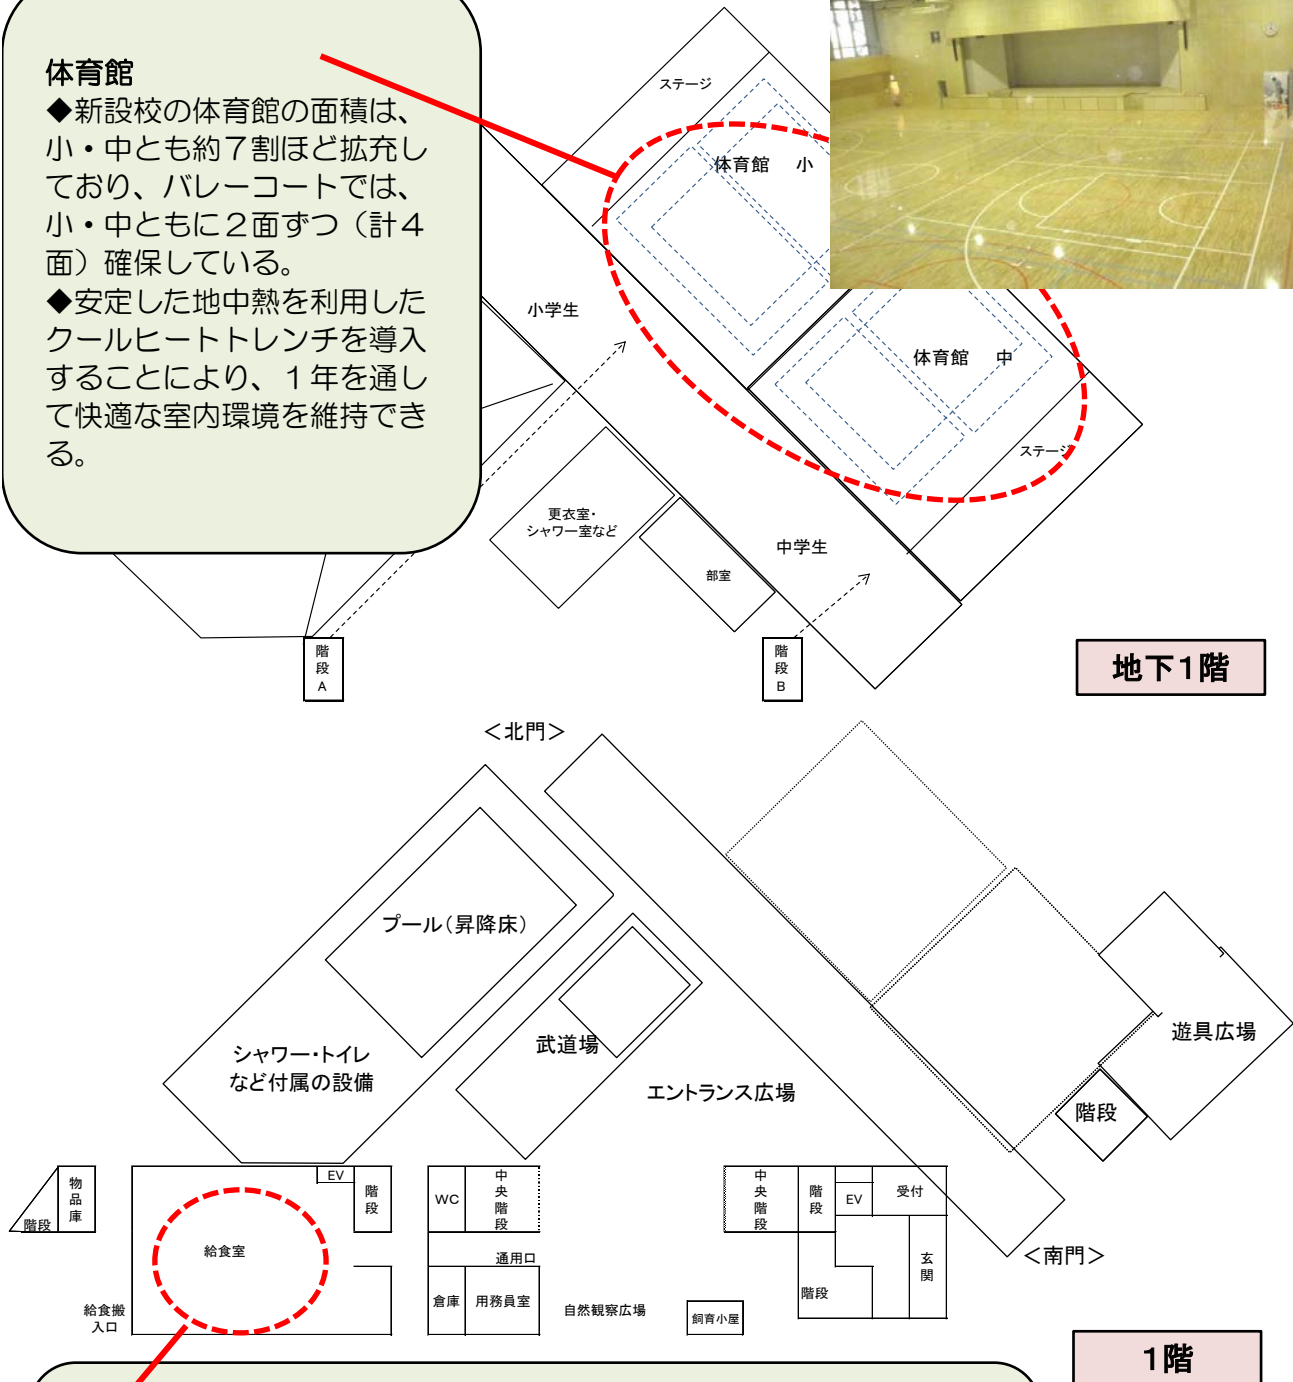 体育館
◆新設校の体育館の面積は、
小・中とも約７割ほど拡充し
ており、バレーコートでは、
小・中ともに２面ずつ（計４
面）確保している。
◆安定した地中熱を利用した
クールヒートトレンチを導入
することにより、１年を通し
て快適な室内環境を維持でき
る。
ステージ
体育館　小
小学生
体育館　中
ステージ
更衣室・
シャワー室など
中学生
部室
階段A
階段B
地下1階
＜北門＞
プール（昇降床）
武道場
シャワー・トイレ
など付属の設備
エントランス広場
遊具広場
階段
物品庫
階段
EV
階段
給食室
給食搬
入口
WC
中央階段
通用口
倉庫
用務員室
自然観察広場
飼育小屋
中央階段
階段
EV
受付
玄関
階段
＜南門＞
1階